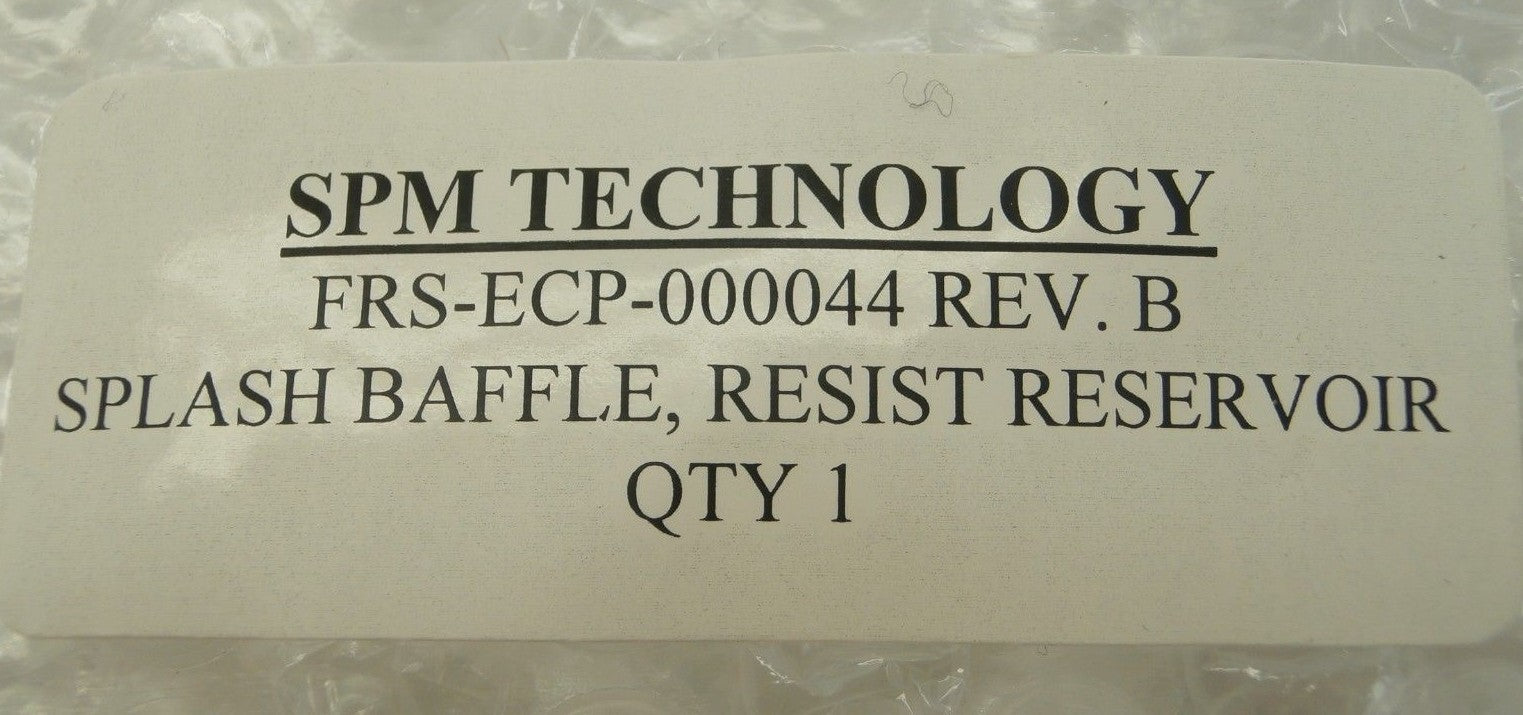 SPM TECHNOLOGY
FRS-ECP-000044 REV. B
SPLASH BAFFLE, RESIST RESERVOIR
QTY 1